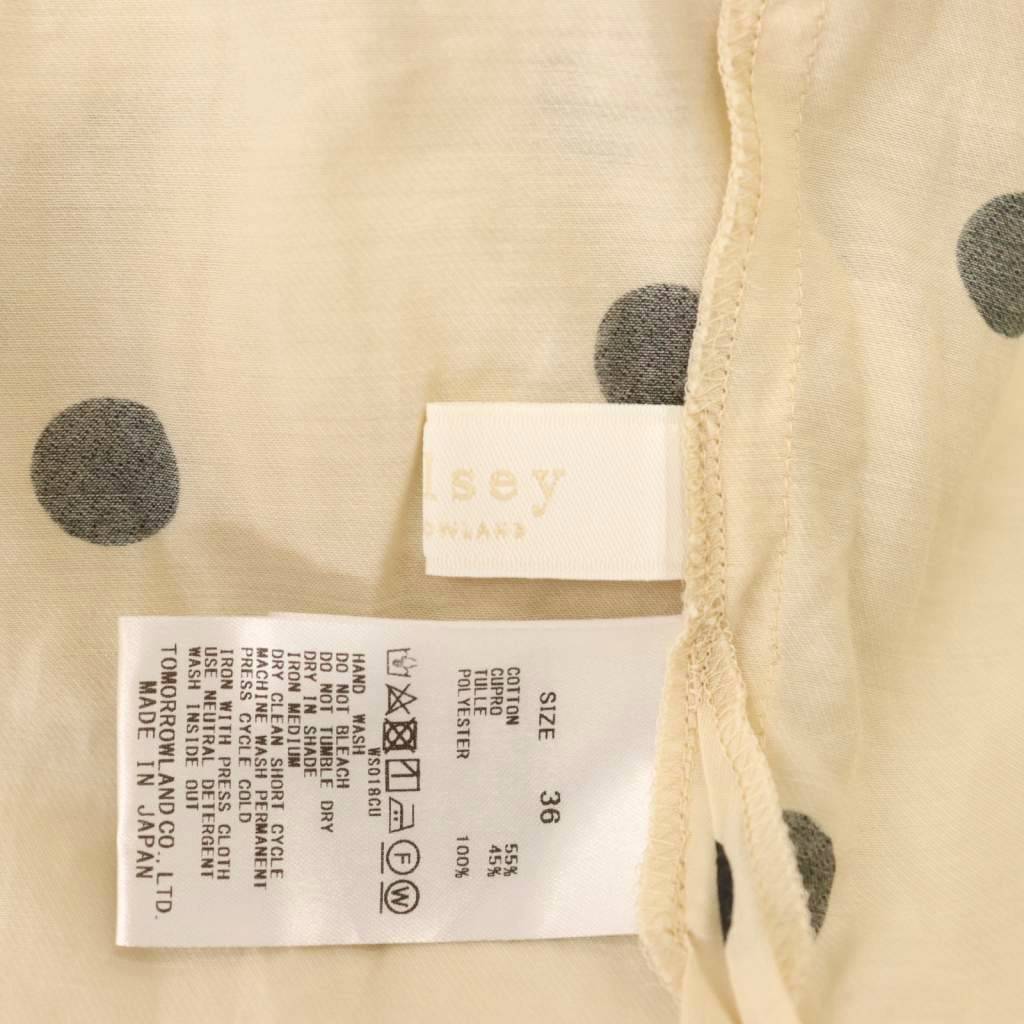 lsey
OWLAND
SIZE 36
COTTON 55%
CUPRO 45%
TULLE
POLYESTER 100%
F W
WS018CU
HAND WASH
DO NOT BLEACH
DO NOT TUMBLE DRY
DRY IN SHADE
IRON MEDIUM
DRY CLEAN SHORT CYCLE
MACHINE WASH PERMANENT
PRESS CYCLE COLD
IRON WITH PRESS CLOTH
USE NEUTRAL DETERGENT
WASH INSIDE OUT
TOMORROWLAND CO., LTD.
MADE IN JAPAN